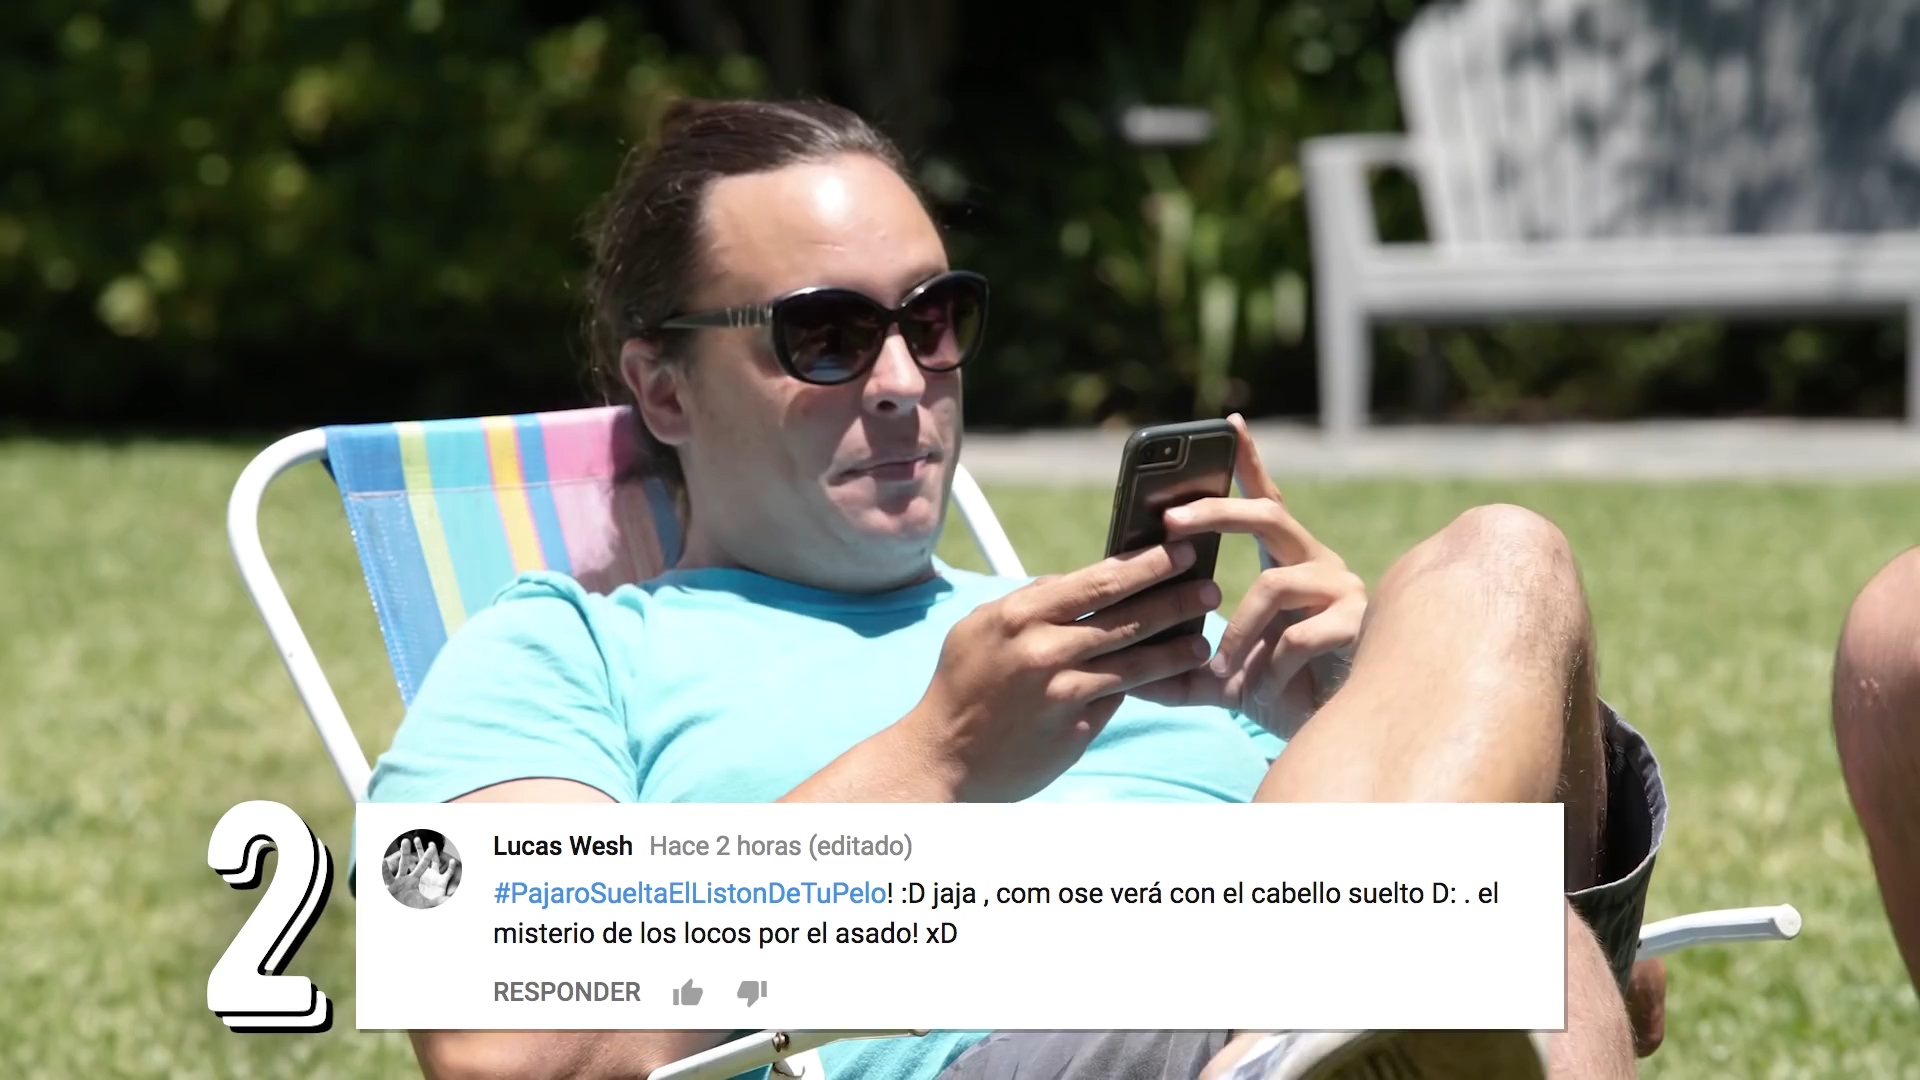 2
Lucas Wesh Hace 2 horas (editado)
#PajaroSueltaElListonDeTuPelo! :D jaja , com ose verá con el cabello suelto D: . el
misterio de los locos por el asado! xD
RESPONDER